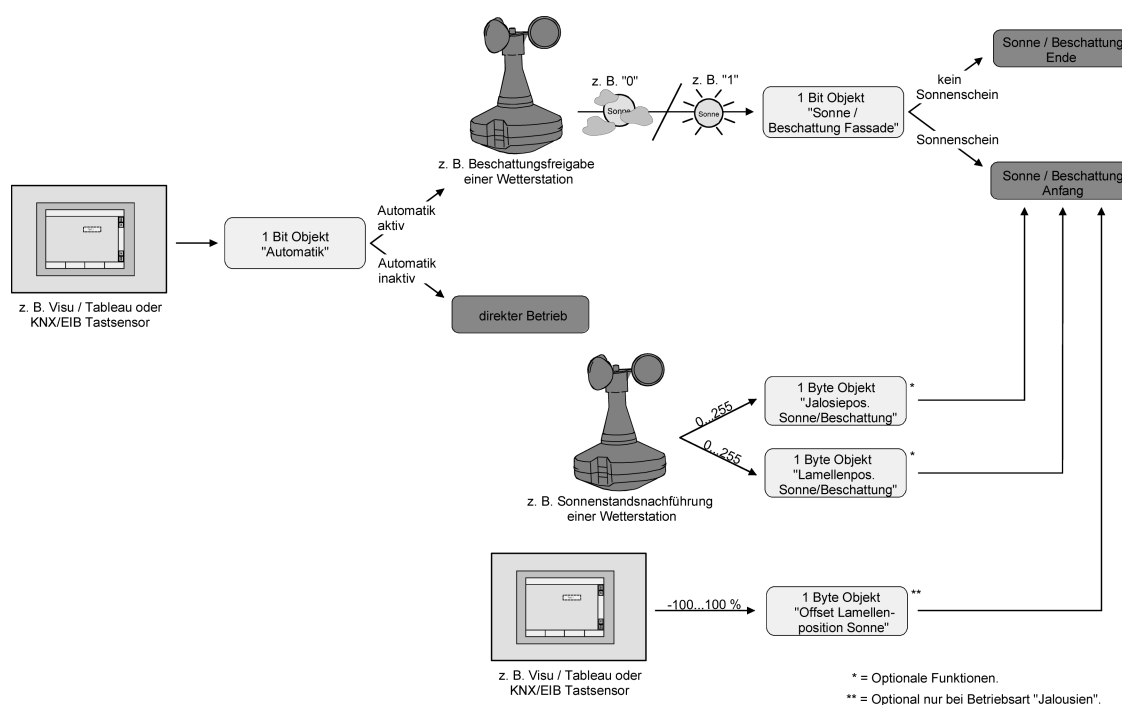 Sonne / Beschattung
Ende
z. B. "0"
z. B. "1"
kein
Sonnenschein
Sonne
Sonne
1 Bit Objekt
"Sonne /
Beschattung Fassade"
Sonnenschein
z. B. Beschattungsfreigabe
einer Wetterstation
Sonne / Beschattung
Anfang
Automatik
aktiv
1 Bit Objekt
"Automatik"
Automatik
inaktiv
z. B. Visu / Tableau oder
KNX/EIB Tastsensor
direkter Betrieb
0...255
1 Byte Objekt
"Jalosiepos.
Sonne/Beschattung"
*
0...255
1 Byte Objekt
"Lamellenpos.
Sonne/Beschattung"
*
z. B. Sonnenstandsnachführung
einer Wetterstation
-100...100 %
1 Byte Objekt
"Offset Lamellen-
position Sonne"
**
z. B. Visu / Tableau oder
KNX/EIB Tastsensor
* = Optionale Funktionen.
** = Optional nur bei Betriebsart "Jalousien".